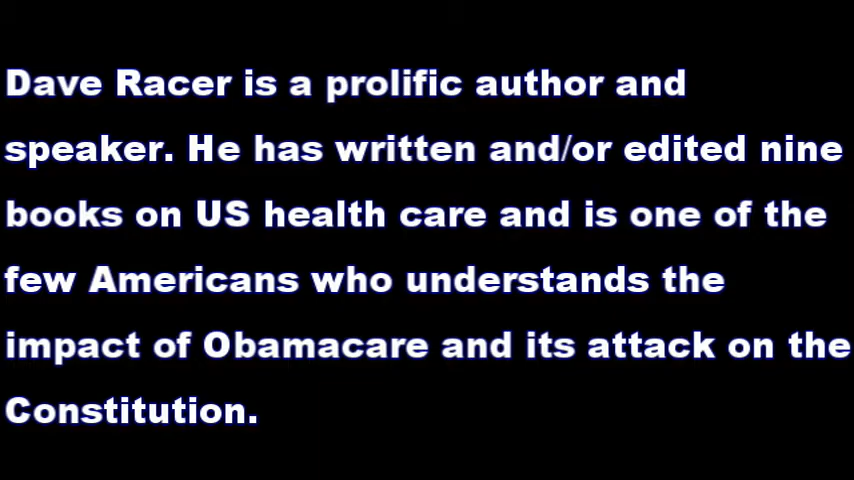 Dave Racer is a prolific author and
speaker. He has written and/or edited nine
books on US health care and is one of the
few Americans who understands the
impact of Obamacare and its attack on the
Constitution.